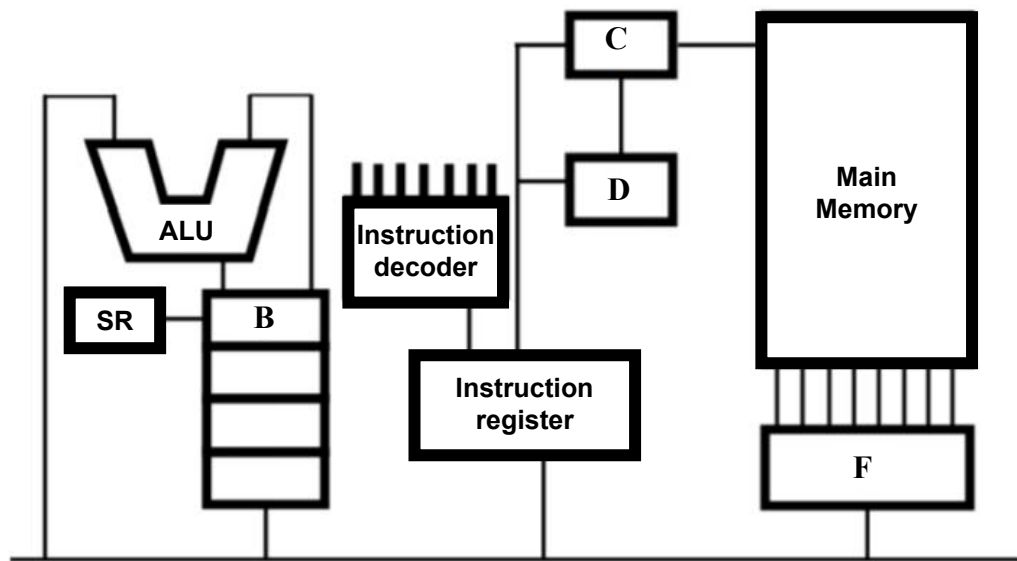 C
Main
Memory
D
ALU
Instruction
decoder
SR
B
Instruction
register
F